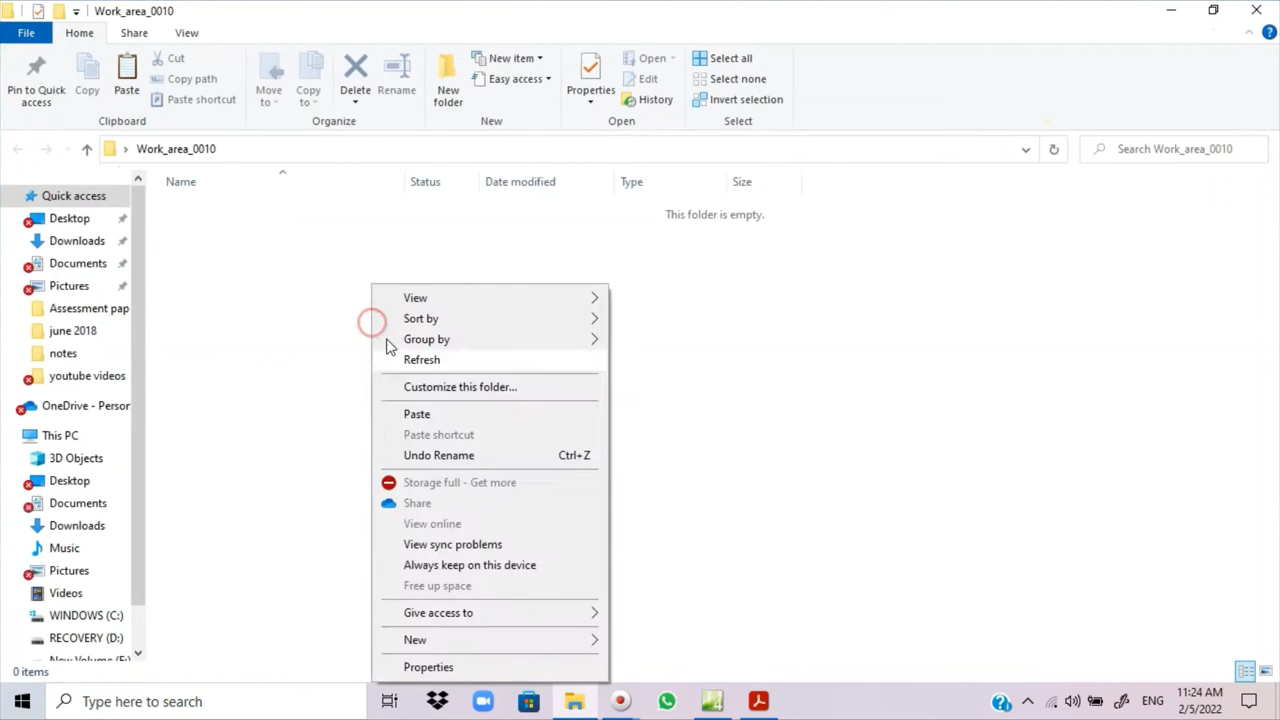 Work_area_0010
File Home Share View
Pin to Quick access
Copy
Paste
Cut
Copy path
Paste shortcut
Move to
Copy to
Delete
Rename
New folder
New item
Easy access
Properties
Open
Edit
History
Select all
Select none
Invert selection
Clipboard Organize New Open Select
Work_area_0010
Search Work_area_0010
Name Status Date modified Type Size
This folder is empty.
Quick access
Desktop
Downloads
Documents
Pictures
Assessment pap
june 2018
notes
youtube videos
OneDrive - Person
This PC
3D Objects
Desktop
Documents
Downloads
Music
Pictures
Videos
WINDOWS (C:)
RECOVERY (D:)
New Volume (E:)
View
Sort by
Group by
Refresh
Customize this folder...
Paste
Paste shortcut
Undo Rename Ctrl+Z
Storage full - Get more
Share
View online
View sync problems
Always keep on this device
Free up space
Give access to
New
Properties
0 items
Type here to search
ENG
11:24 AM
2/5/2022